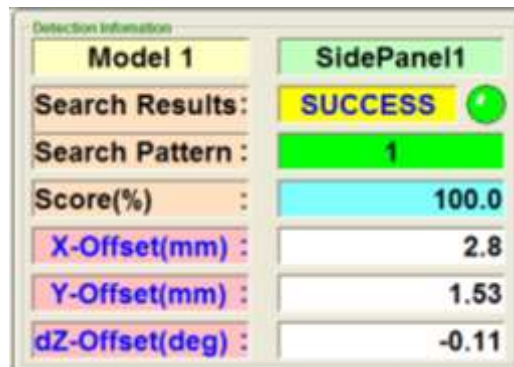 Detection Infomation
Model 1 SidePanel1
Search Results: SUCCESS
Search Pattern : 1
Score(%) : 100.0
X-Offset(mm) : 2.8
Y-Offset(mm) : 1.53
dZ-Offset(deg) : -0.11